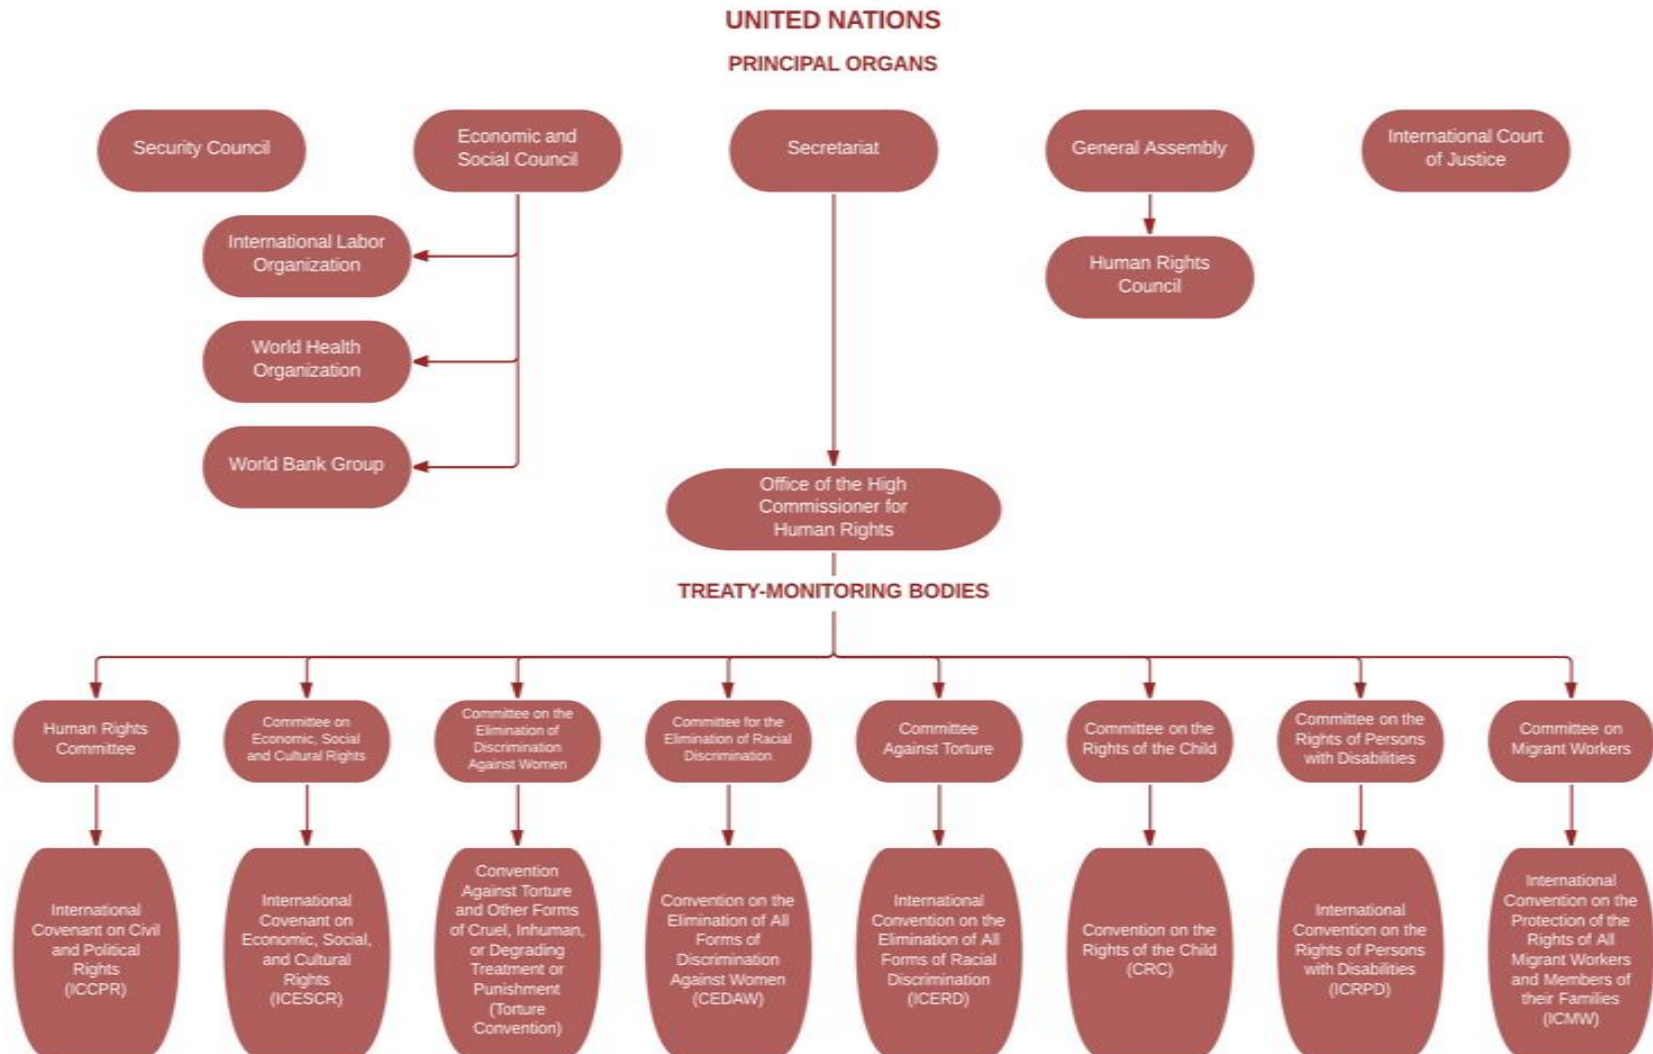 UNITED NATIONS
PRINCIPAL ORGANS
Security Council
Economic and
Social Council
Secretariat
General Assembly
International Court
of Justice
International Labor
Organization
World Health
Organization
World Bank Group
Human Rights
Council
Office of the High
Commissioner for
Human Rights
TREATY-MONITORING BODIES
Human Rights
Committee
Committee on
Economic, Social
and Cultural Rights
Committee on the
Elimination of
Discrimination
Against Women
Committee for the
Elimination of Racial
Discrimination
Committee
Against Torture
Committee on the
Rights of the Child
Committee on the
Rights of Persons
with Disabilities
Committee on
Migrant Workers
International
Covenant on Civil
and Political
Rights
(ICCPR)
International
Covenant on
Economic, Social,
and Cultural
Rights
(ICESCR)
Convention
Against Torture
and Other Forms
of Cruel, Inhuman,
or Degrading
Treatment or
Punishment
(Torture
Convention)
Convention on the
Elimination of All
Forms of
Discrimination
Against Women
(CEDAW)
International
Convention on the
Elimination of All
Forms of Racial
Discrimination
(ICERD)
Convention on the
Rights of the Child
(CRC)
International
Convention on the
Rights of Persons
with Disabilities
(ICRPD)
International
Convention on the
Protection of the
Rights of All
Migrant Workers
and Members of
their Families
(ICMW)